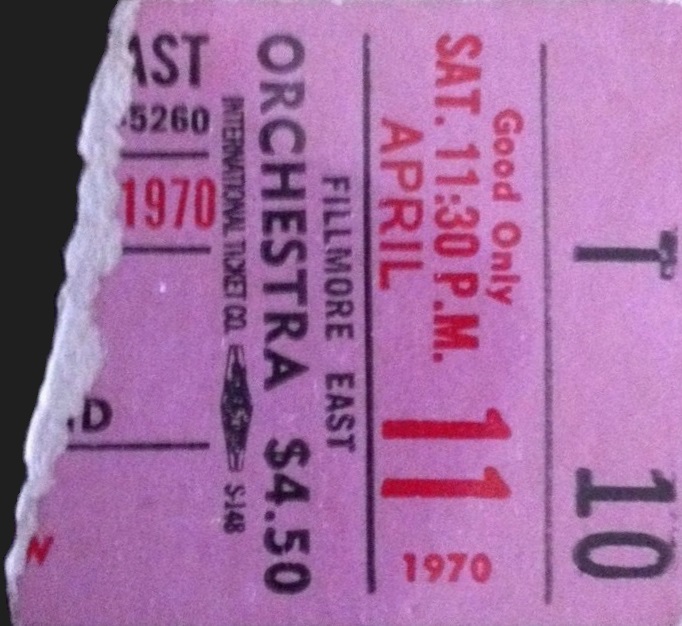 T 10
Good Only
SAT. 11:30 P.M.
APRIL 11 1970
FILLMORE EAST
ORCHESTRA $4.50
INTERNATIONAL TICKET CO. S-148
AST
5260
1970
D
N